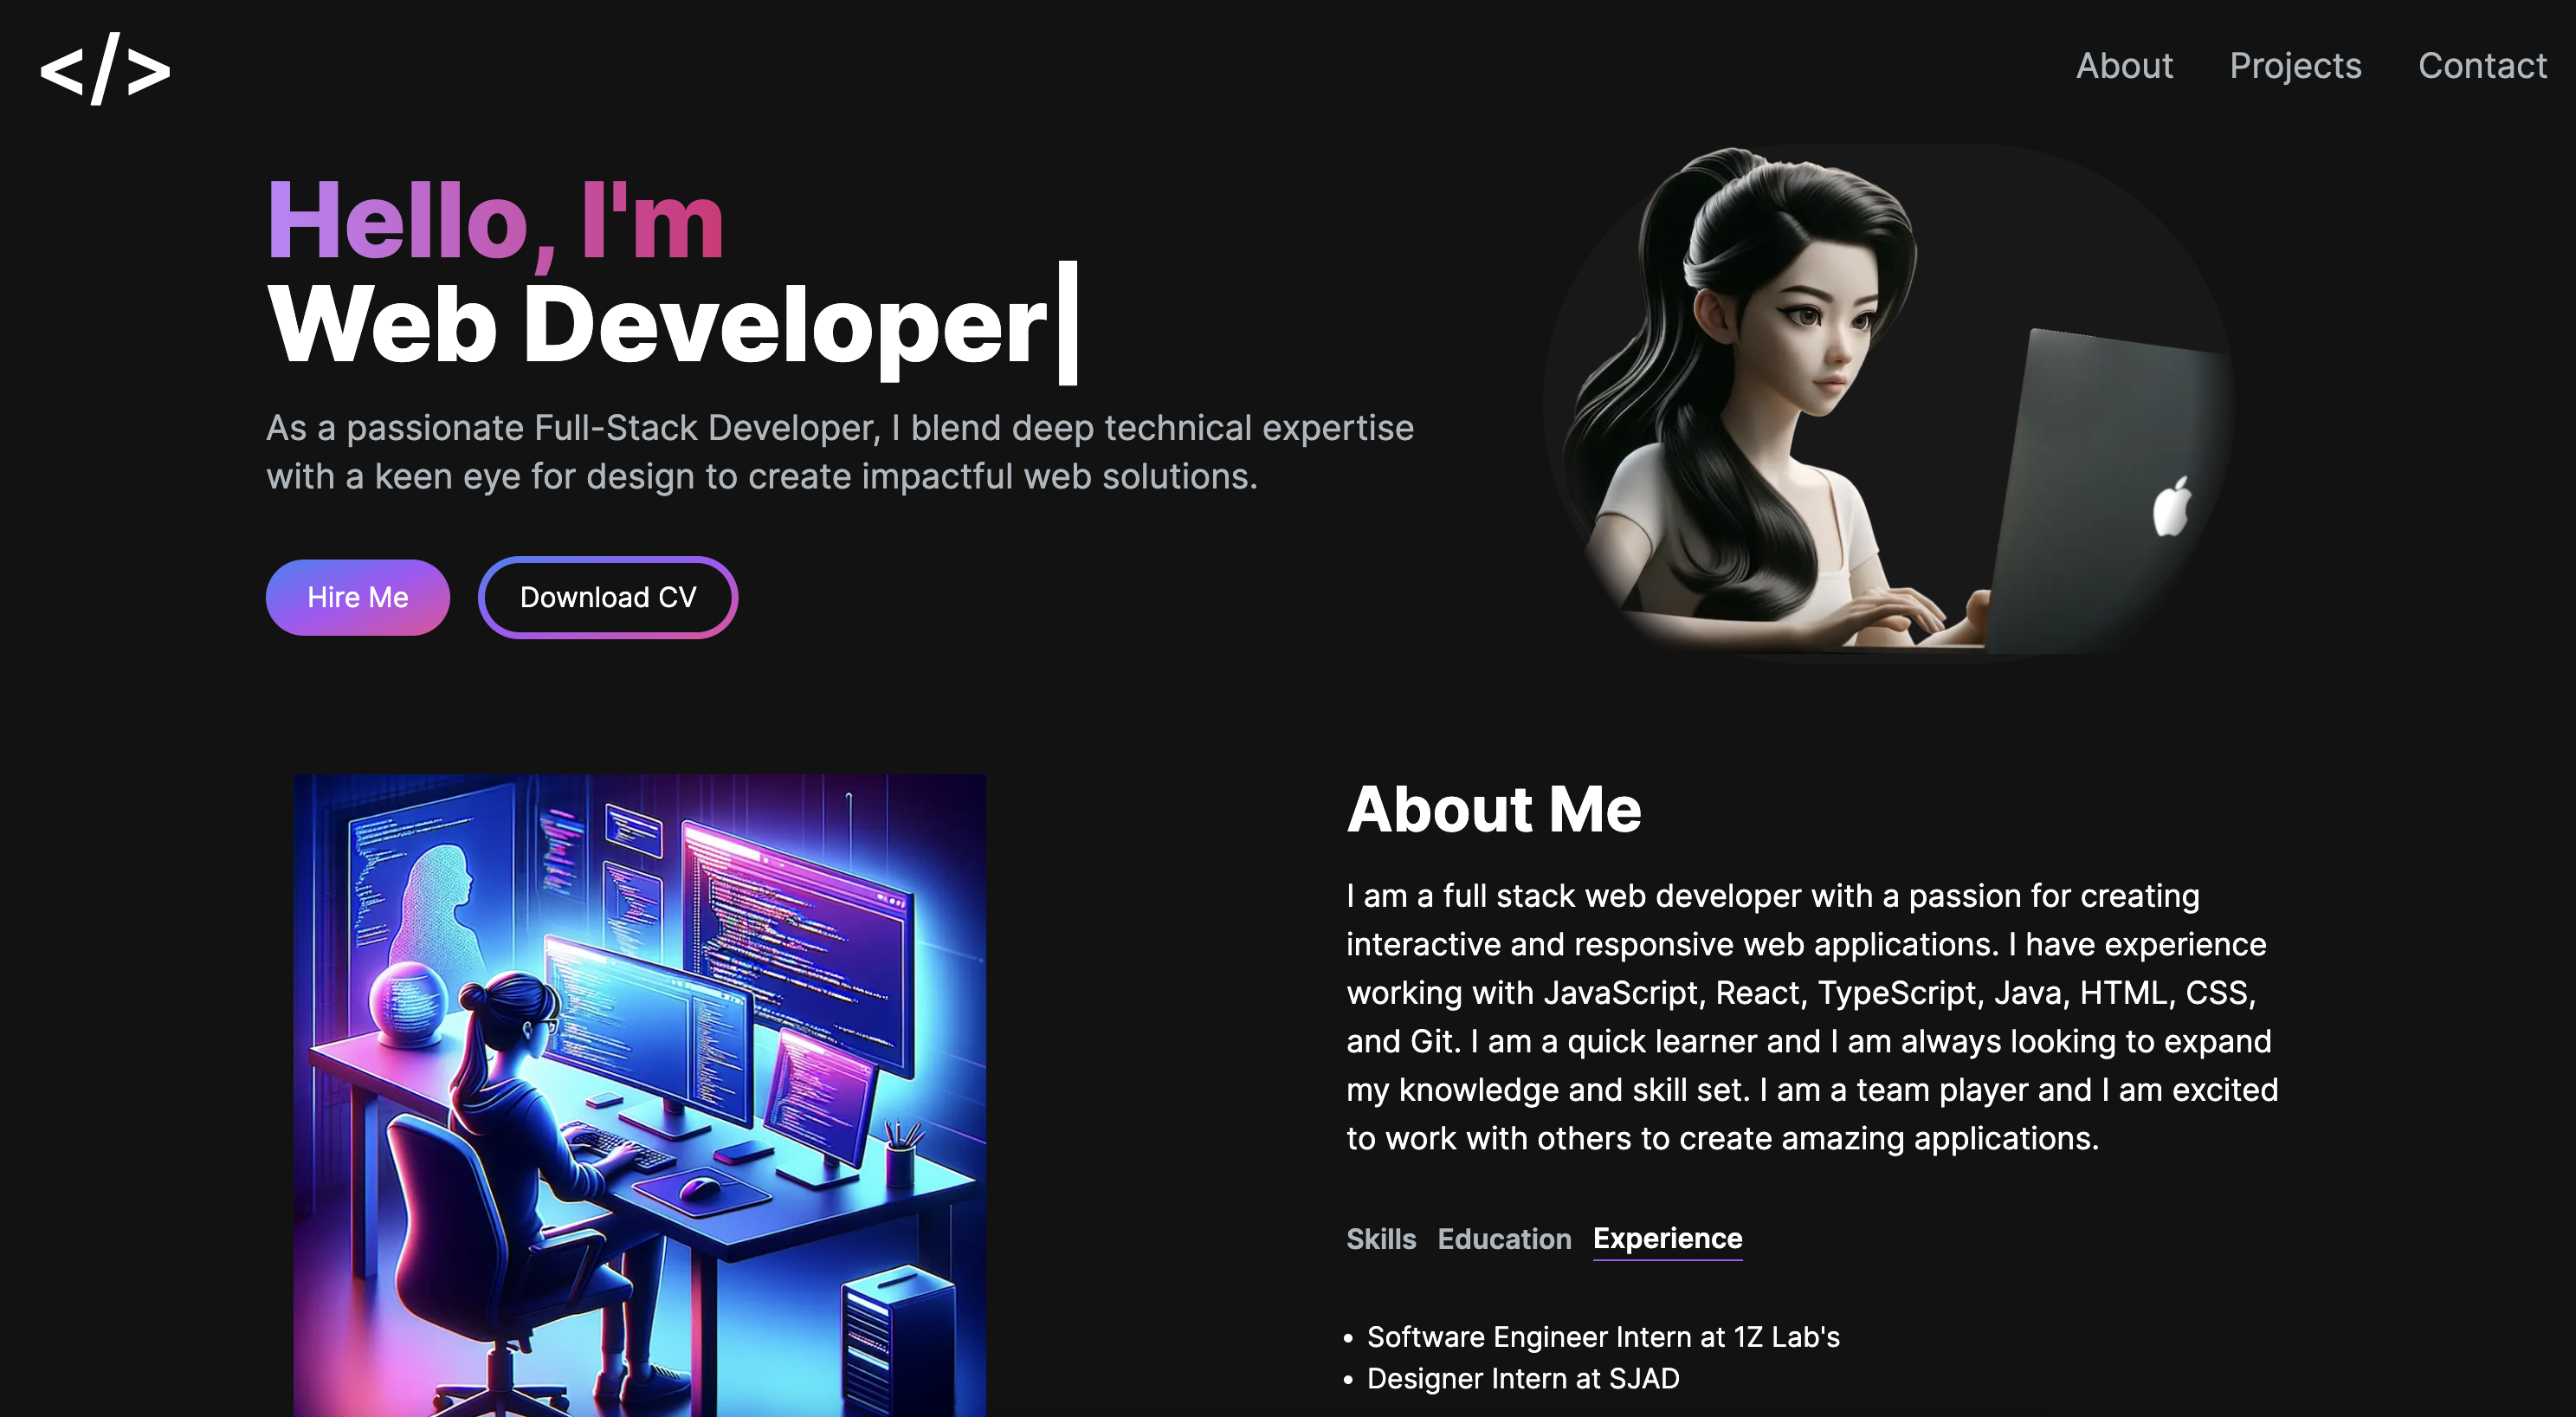 </>
About
Projects
Contact
Hello, I'm
Web Developer
As a passionate Full-Stack Developer, I blend deep technical expertise
with a keen eye for design to create impactful web solutions.
Hire Me
Download CV
About Me
I am a full stack web developer with a passion for creating
interactive and responsive web applications. I have experience
working with JavaScript, React, TypeScript, Java, HTML, CSS,
and Git. I am a quick learner and I am always looking to expand
my knowledge and skill set. I am a team player and I am excited
to work with others to create amazing applications.
Skills
Education
Experience
• Software Engineer Intern at 1Z Lab's
• Designer Intern at SJAD